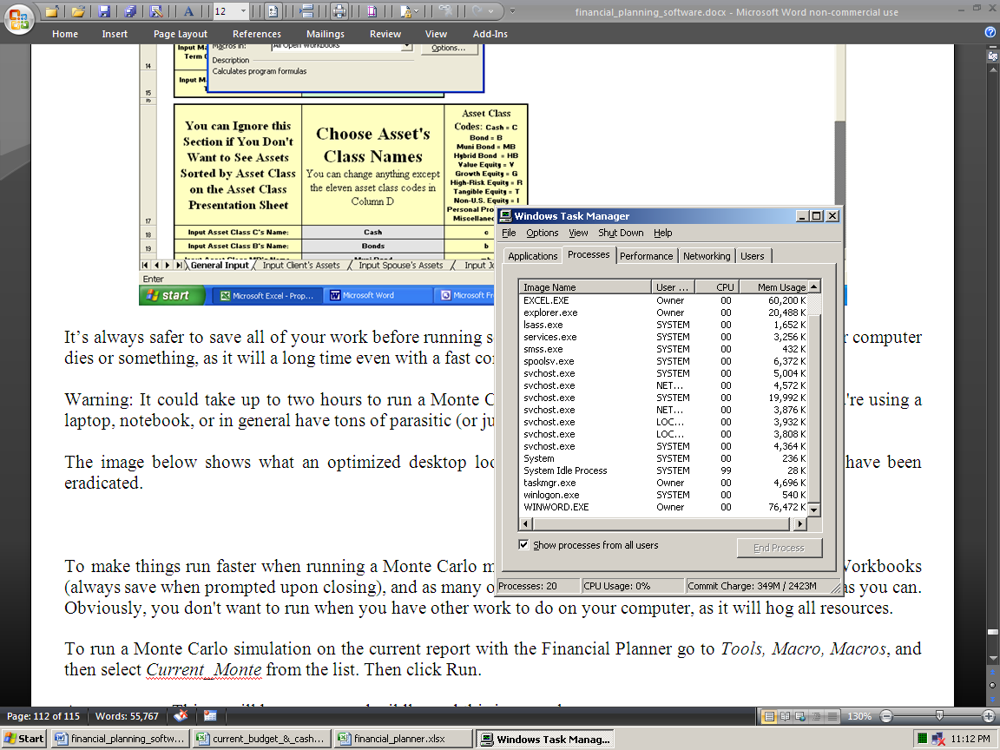 12
financial_planning_software.docx - Microsoft Word non-commercial use
Home Insert Page Layout References Mailings Review View Add-Ins
14
Term
Macros in: All Open Workbooks
Options...
Description
Calculates program formulas
15
Input M
16
17
You can Ignore this
Section if You Don't
Want to See Assets
Sorted by Asset Class
on the Asset Class
Presentation Sheet
Choose Asset's
Class Names
You can change anything except
the eleven asset class codes in
Column D
Asset Class
Codes: Cash = C
Bond = B
Muni Bond = MB
Hybrid Bond = HB
Value Equity = V
Growth Equity = G
High-Risk Equity = R
Tangible Equity = T
Non-U.S. Equity = I
Personal Pro
Miscellanec
18 Input Asset Class C's Name: Cash c
19 Input Asset Class B's Name: Bonds b
General Input Input Client's Assets Input Spouse's Assets Input Jo
Enter
start Microsoft Excel - Prop... Microsoft Word Microsoft Fr
It's always safer to save all of your work before running s r computer
dies or something, as it will a long time even with a fast co
Warning: It could take up to two hours to run a Monte C 're using a
laptop, notebook, or in general have tons of parasitic (or ju
The image below shows what an optimized desktop loo have been
eradicated.
To make things run faster when running a Monte Carlo m Workbooks
(always save when prompted upon closing), and as many o as you can.
Obviously, you don't want to run when you have other work to do on your computer, as it will hog all resources.
To run a Monte Carlo simulation on the current report with the Financial Planner go to Tools, Macro, Macros, and
then select Current_Monte from the list. Then click Run.
Windows Task Manager
File Options View Shut Down Help
Applications Processes Performance Networking Users
Image Name User ... CPU Mem Usage
EXCEL.EXE Owner 00 60,200 K
explorer.exe Owner 00 20,488 K
lsass.exe SYSTEM 00 1,652 K
services.exe SYSTEM 00 3,256 K
smss.exe SYSTEM 00 432 K
spoolsv.exe SYSTEM 00 6,372 K
svchost.exe SYSTEM 00 5,004 K
svchost.exe NET... 00 4,572 K
svchost.exe SYSTEM 00 19,992 K
svchost.exe NET... 00 3,876 K
svchost.exe LOC... 00 3,932 K
svchost.exe LOC... 00 3,808 K
svchost.exe SYSTEM 00 4,364 K
System SYSTEM 00 236 K
System Idle Process SYSTEM 99 28 K
taskmgr.exe Owner 00 4,696 K
winlogon.exe SYSTEM 00 540 K
WINWORD.EXE Owner 00 76,472 K
Show processes from all users
End Process
Processes: 20 CPU Usage: 0% Commit Charge: 349M / 2423M
Page: 112 of 115 Words: 55,767 130%
Start financial_planning_softw... current_budget_&_cash... financial_planner.xlsx Windows Task Manag... 11:12 PM